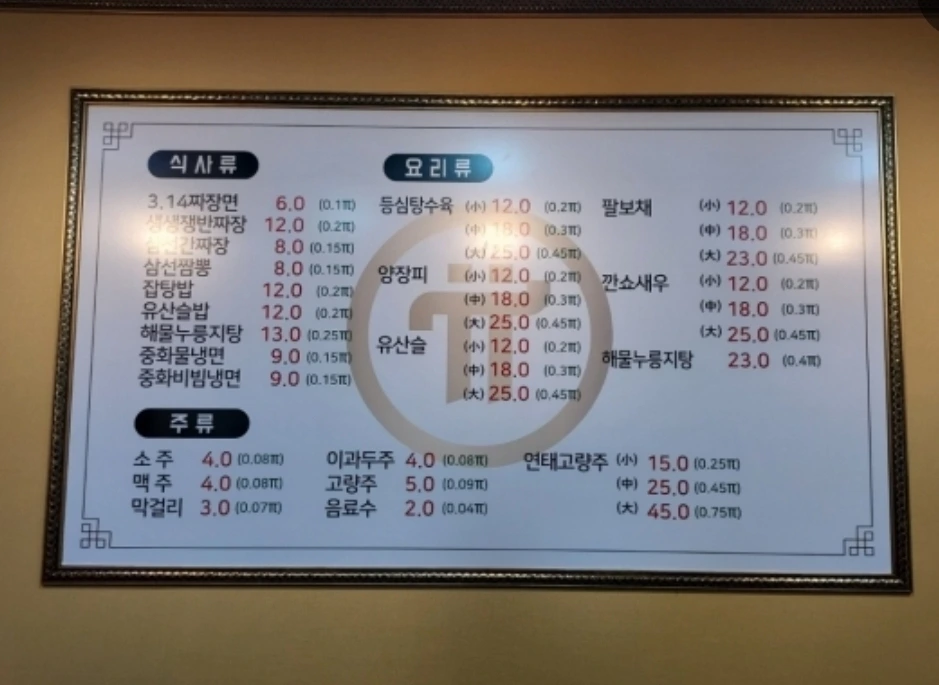 식사류
3.14짜장면 6.0 (0.1π)
생생쟁반짜장 12.0 (0.2π)
삼선간짜장 8.0 (0.15π)
삼선짬뽕 8.0 (0.15π)
잡탕밥 12.0 (0.2π)
유산슬밥 12.0 (0.2π)
해물누룽지탕 13.0 (0.25π)
중화물냉면 9.0 (0.15π)
중화비빔냉면 9.0 (0.15π)
요리류
등심탕수육 (小) 12.0 (0.2π)
(中) 18.0 (0.3π)
(大) 25.0 (0.45π)
양장피 (小) 12.0 (0.2π)
(中) 18.0 (0.3π)
(大) 25.0 (0.45π)
유산슬 (小) 12.0 (0.2π)
(中) 18.0 (0.3π)
(大) 25.0 (0.45π)
팔보채 (小) 12.0 (0.2π)
(中) 18.0 (0.3π)
(大) 23.0 (0.45π)
깐쇼새우 (小) 12.0 (0.2π)
(中) 18.0 (0.3π)
(大) 25.0 (0.45π)
해물누룽지탕 23.0 (0.4π)
주류
소주 4.0 (0.08π)
맥주 4.0 (0.08π)
막걸리 3.0 (0.07π)
이과두주 4.0 (0.08π)
고량주 5.0 (0.09π)
음료수 2.0 (0.04π)
연태고량주 (小) 15.0 (0.25π)
(中) 25.0 (0.45π)
(大) 45.0 (0.75π)